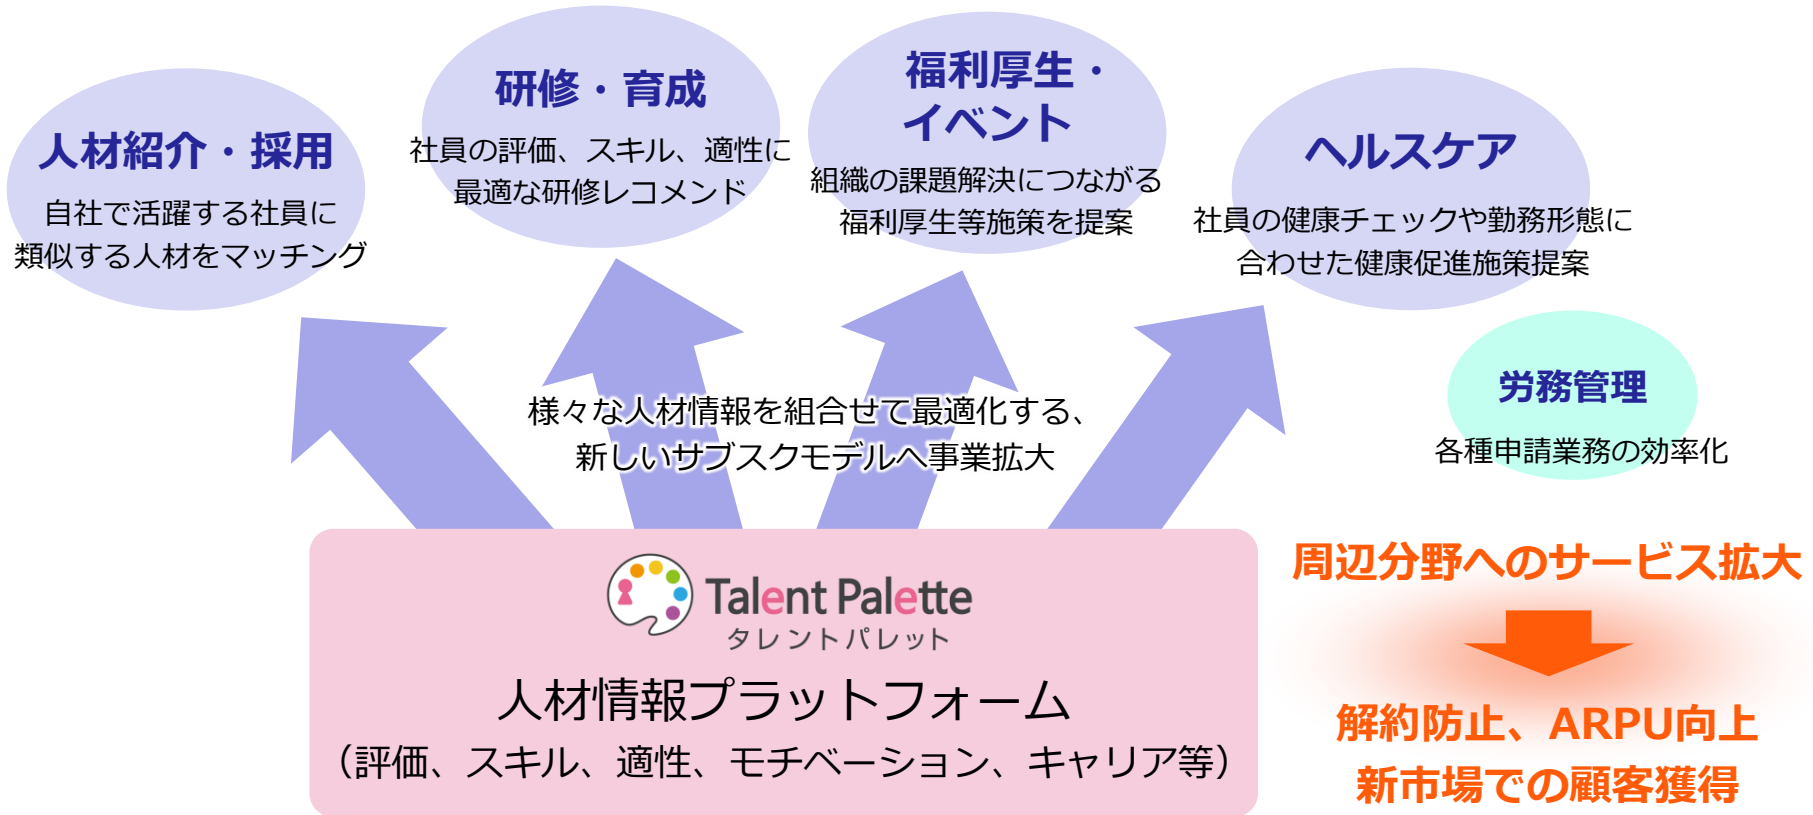 人材紹介・採用
自社で活躍する社員に
類似する人材をマッチング
研修・育成
社員の評価、スキル、適性に
最適な研修レコメンド
福利厚生・
イベント
組織の課題解決につながる
福利厚生等施策を提案
ヘルスケア
社員の健康チェックや勤務形態に
合わせた健康促進施策提案
労務管理
各種申請業務の効率化
様々な人材情報を組合せて最適化する、
新しいサブスクモデルへ事業拡大
Talent Palette
タレントパレット
人材情報プラットフォーム
（評価、スキル、適性、モチベーション、キャリア等）
周辺分野へのサービス拡大
解約防止、ARPU向上
新市場での顧客獲得